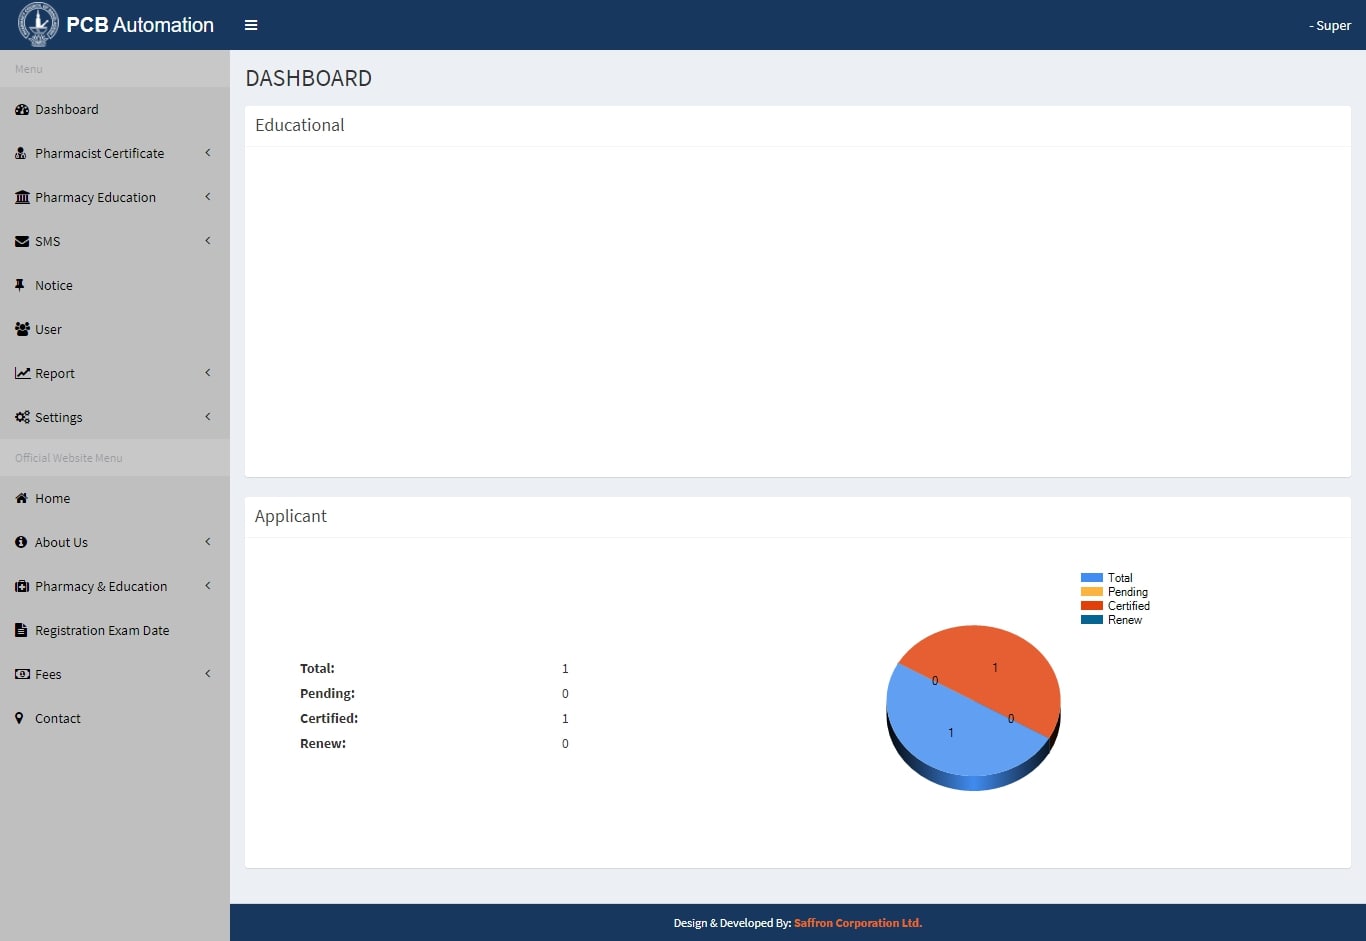 PCB Automation
- Super
Menu
Dashboard
Pharmacist Certificate
Pharmacy Education
SMS
Notice
User
Report
Settings
Official Website Menu
Home
About Us
Pharmacy & Education
Registration Exam Date
Fees
Contact
DASHBOARD
Educational
Applicant
Total: 1
Pending: 0
Certified: 1
Renew: 0
Total
Pending
Certified
Renew
1
0
0
1
Design & Developed By: Saffron Corporation Ltd.